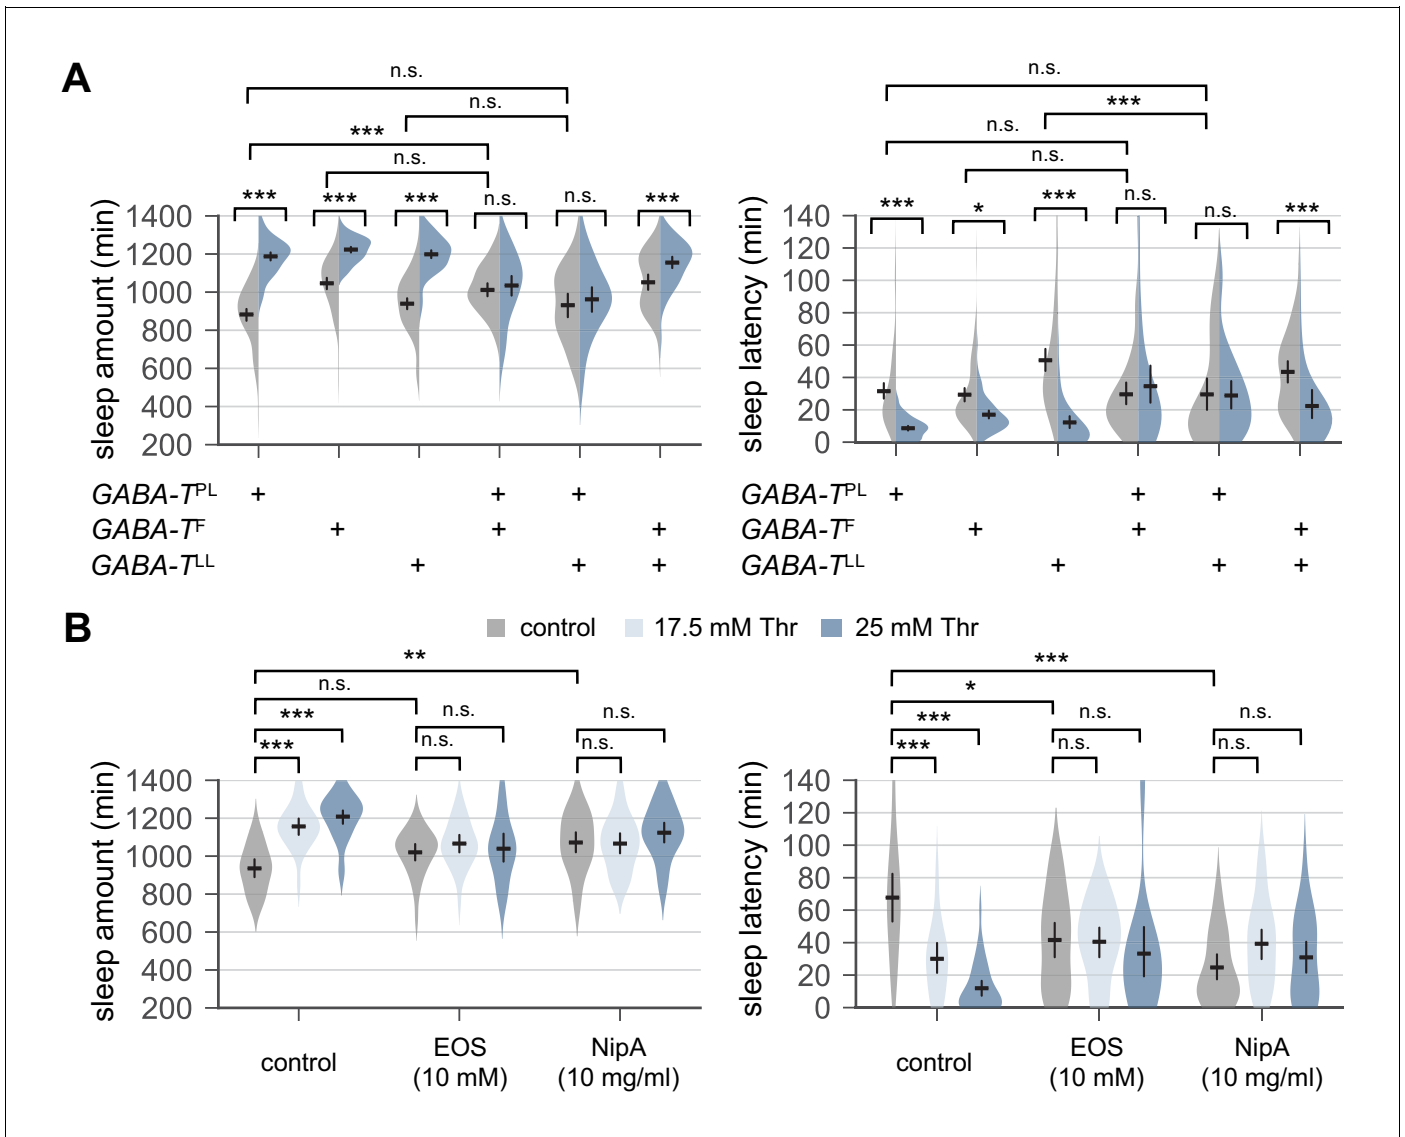 A
n.s.
n.s.
***
n.s.
*** *** *** n.s. n.s. ***
sleep amount (min)
1400
1200
1000
800
600
400
200
n.s.
***
n.s.
n.s.
*** * *** n.s. n.s. ***
sleep latency (min)
140
120
100
80
60
40
20
0
GABA-TPL + + +
GABA-TF + + +
GABA-TLL + + +
GABA-TPL + + +
GABA-TF + + +
GABA-TLL + + +
B
control 17.5 mM Thr 25 mM Thr
**
n.s.
*** n.s. n.s.
*** n.s. n.s.
sleep amount (min)
1400
1200
1000
800
600
400
200
control EOS NipA
(10 mM) (10 mg/ml)
***
*
*** n.s. n.s.
*** n.s. n.s.
sleep latency (min)
140
120
100
80
60
40
20
0
control EOS NipA
(10 mM) (10 mg/ml)